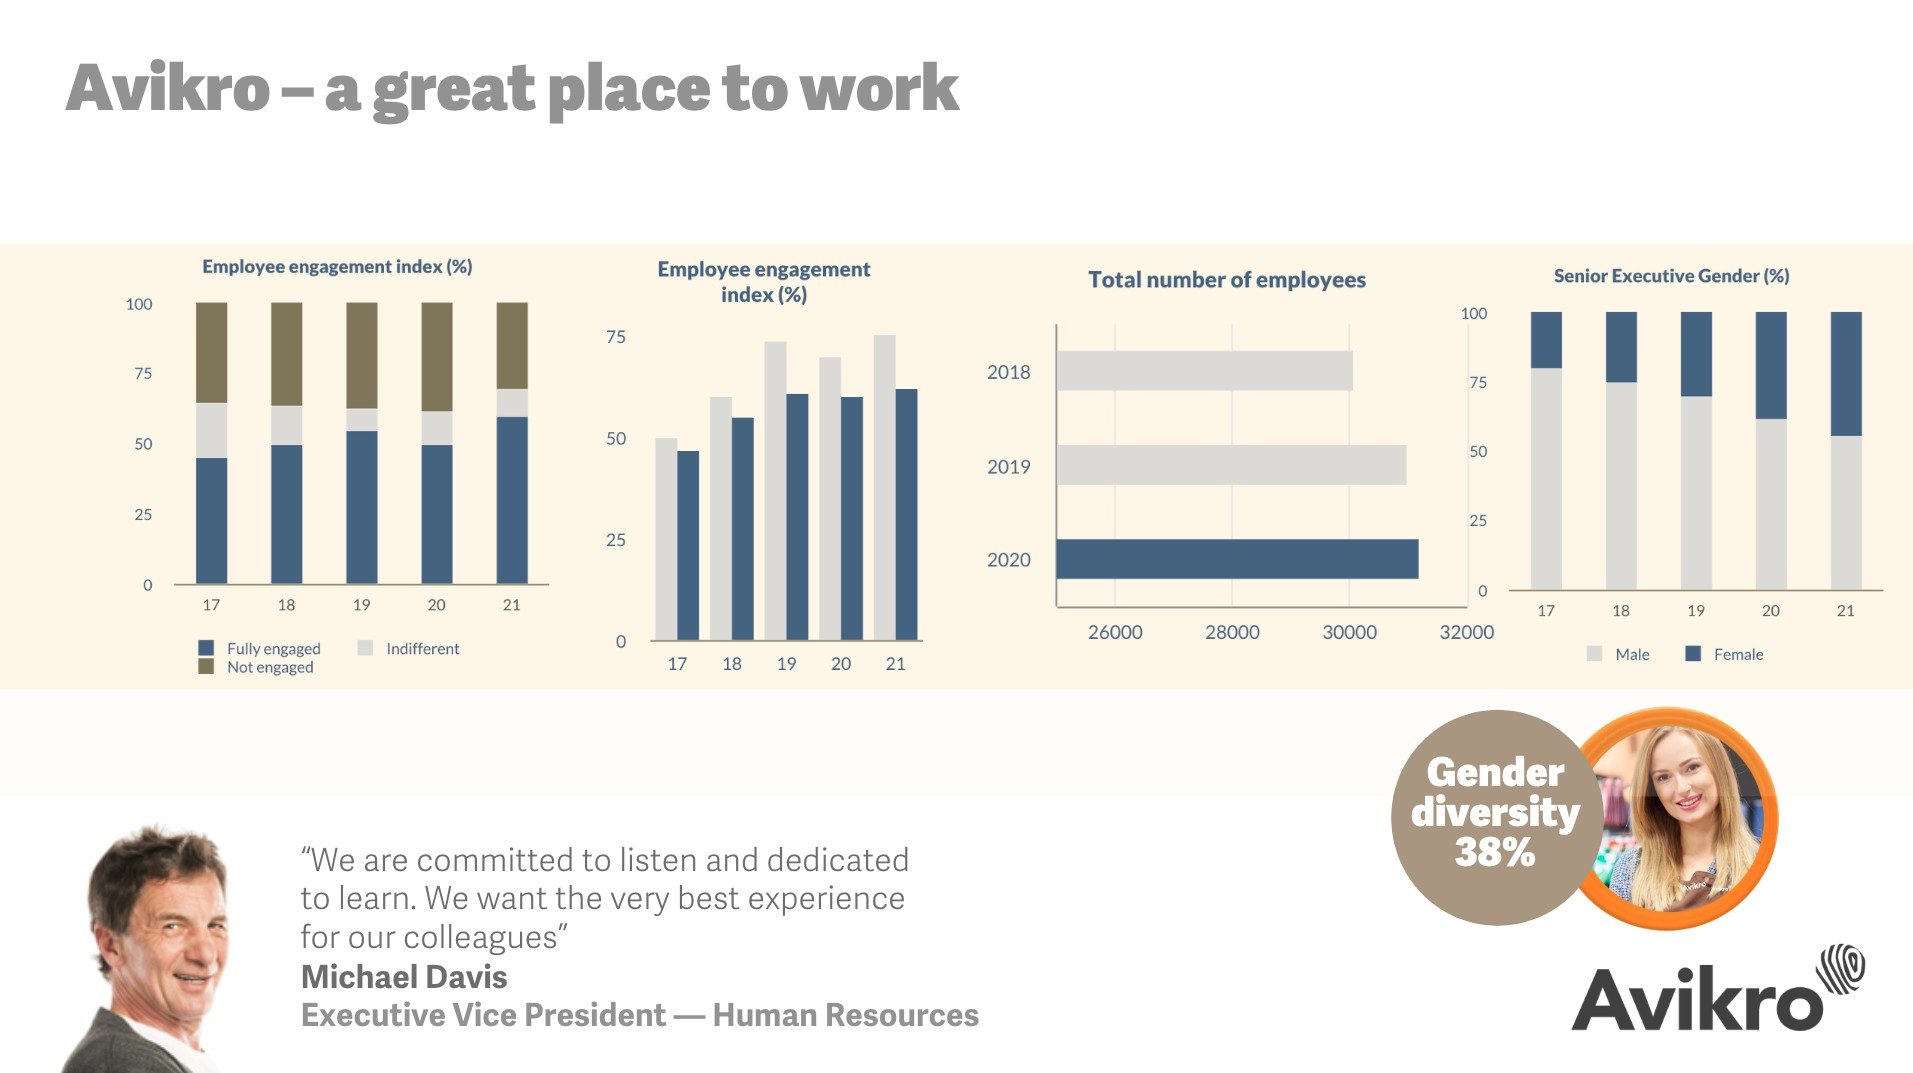 Avikro – a great place to work
Employee engagement index (%)
100
75
50
25
0
17 18 19 20 21
Fully engaged Indifferent
Not engaged
Employee engagement
index (%)
75
50
25
0
17 18 19 20 21
Total number of employees
2018
2019
2020
26000 28000 30000 32000
Senior Executive Gender (%)
100
75
50
25
0
17 18 19 20 21
Male Female
Gender
diversity
38%
Avikro
“We are committed to listen and dedicated
to learn. We want the very best experience
for our colleagues”
Michael Davis
Executive Vice President — Human Resources
Avikro